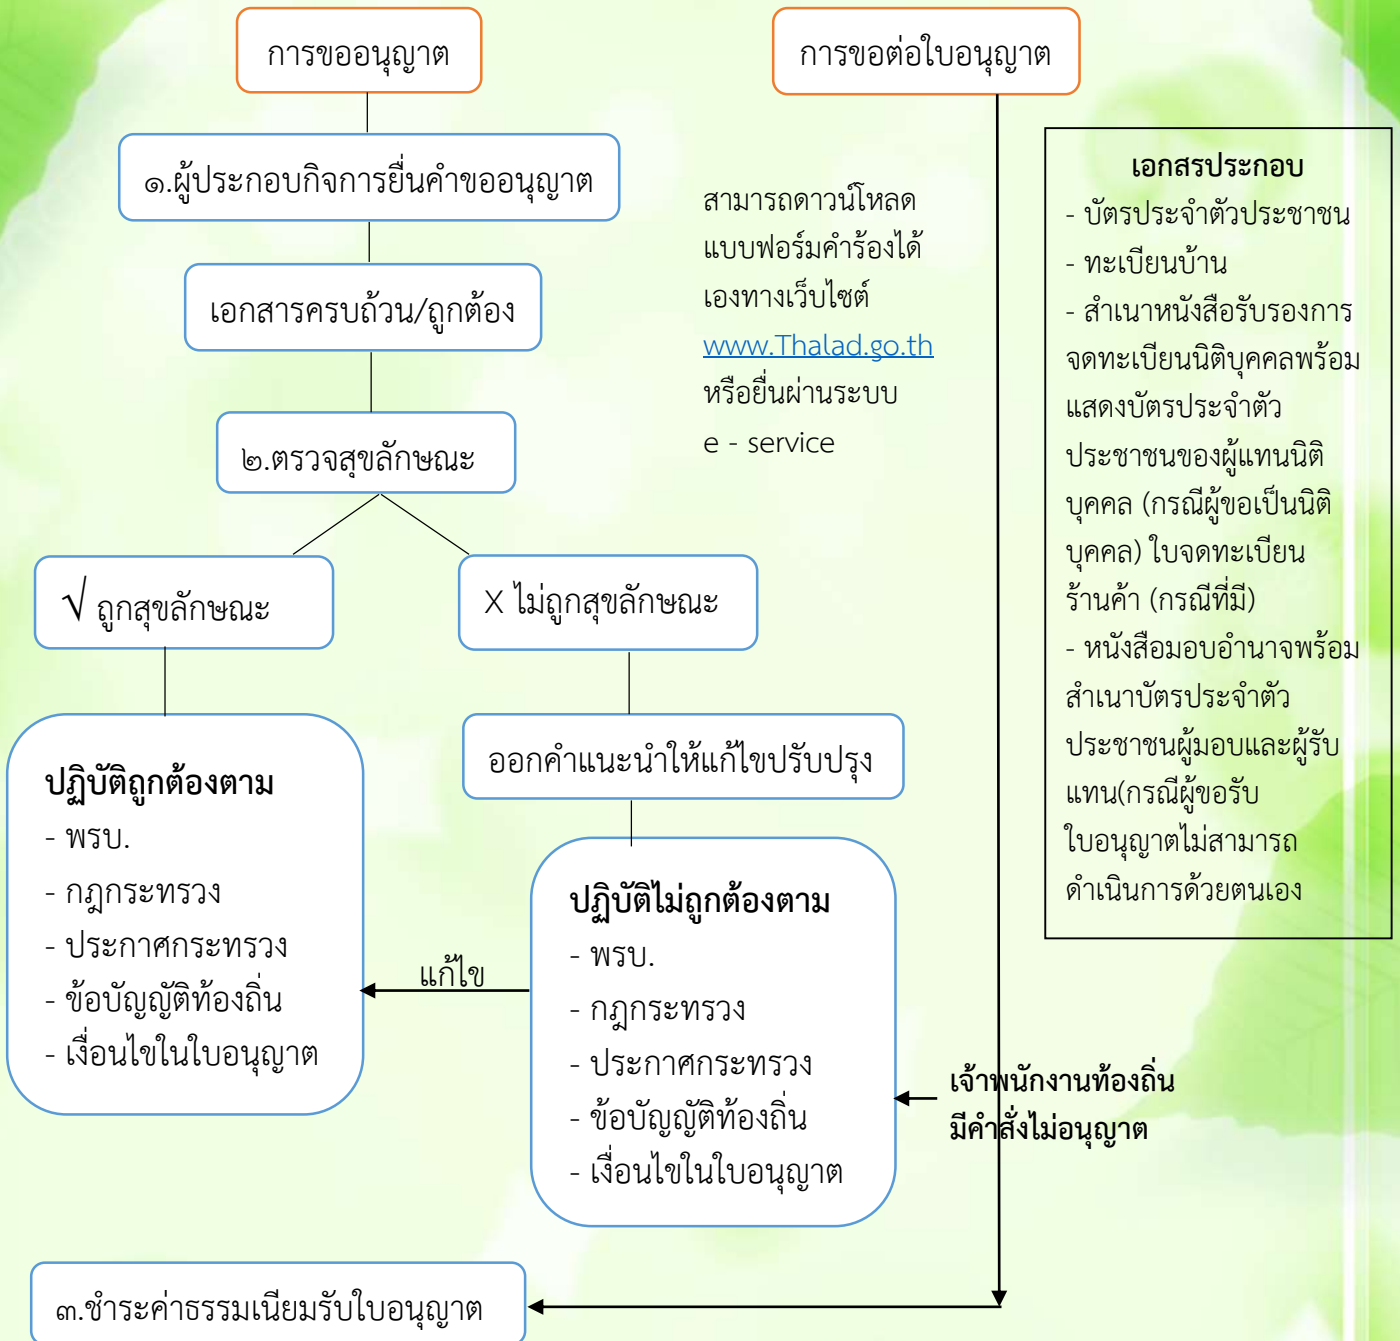 การขออนุญาต
การขอต่อใบอนุญาต
๑.ผู้ประกอบกิจการยื่นคำขออนุญาต
เอกสารครบถ้วน/ถูกต้อง
๒.ตรวจสุขลักษณะ
สามารถดาวน์โหลด
แบบฟอร์มคำร้องได้
เองทางเว็บไซต์
www.Thalad.go.th
หรือยื่นผ่านระบบ
e - service
เอกสรประกอบ
- บัตรประจำตัวประชาชน
- ทะเบียนบ้าน
- สำเนาหนังสือรับรองการ
จดทะเบียนนิติบุคคลพร้อม
แสดงบัตรประจำตัว
ประชาชนของผู้แทนนิติ
บุคคล (กรณีผู้ขอเป็นนิติ
บุคคล) ใบจดทะเบียน
ร้านค้า (กรณีที่มี)
- หนังสือมอบอำนาจพร้อม
สำเนาบัตรประจำตัว
ประชาชนผู้มอบและผู้รับ
แทน(กรณีผู้ขอรับ
ใบอนุญาตไม่สามารถ
ดำเนินการด้วยตนเอง
√ ถูกสุขลักษณะ
X ไม่ถูกสุขลักษณะ
ออกคำแนะนำให้แก้ไขปรับปรุง
ปฏิบัติถูกต้องตาม
- พรบ.
- กฎกระทรวง
- ประกาศกระทรวง
- ข้อบัญญัติท้องถิ่น
- เงื่อนไขในใบอนุญาต
แก้ไข
ปฏิบัติไม่ถูกต้องตาม
- พรบ.
- กฎกระทรวง
- ประกาศกระทรวง
- ข้อบัญญัติท้องถิ่น
- เงื่อนไขในใบอนุญาต
เจ้าพนักงานท้องถิ่น
มีคำสั่งไม่อนุญาต
๓.ชำระค่าธรรมเนียมรับใบอนุญาต